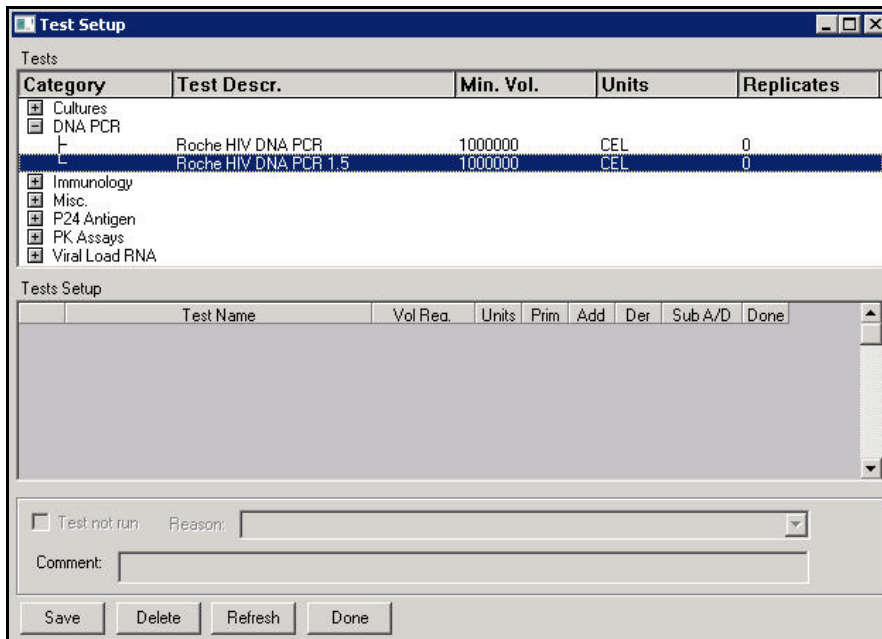 Test Setup
Tests
Category Test Descr. Min. Vol. Units Replicates
Cultures
DNA PCR
Roche HIV DNA PCR 1000000 CEL 0
Roche HIV DNA PCR 1.5 1000000 CEL 0
Immunology
Misc.
P24 Antigen
PK Assays
Viral Load RNA
Tests Setup
Test Name Vol Req. Units Prim Add Der Sub A/D Done
Test not run Reason:
Comment:
Save Delete Refresh Done